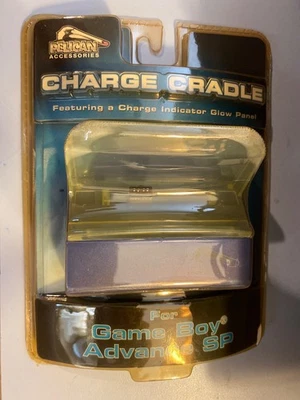 PELICAN
ACCESSORIES
CHARGE CRADLE
Featuring a Charge Indicator Glow Panel
For
Game Boy®
Advance SP